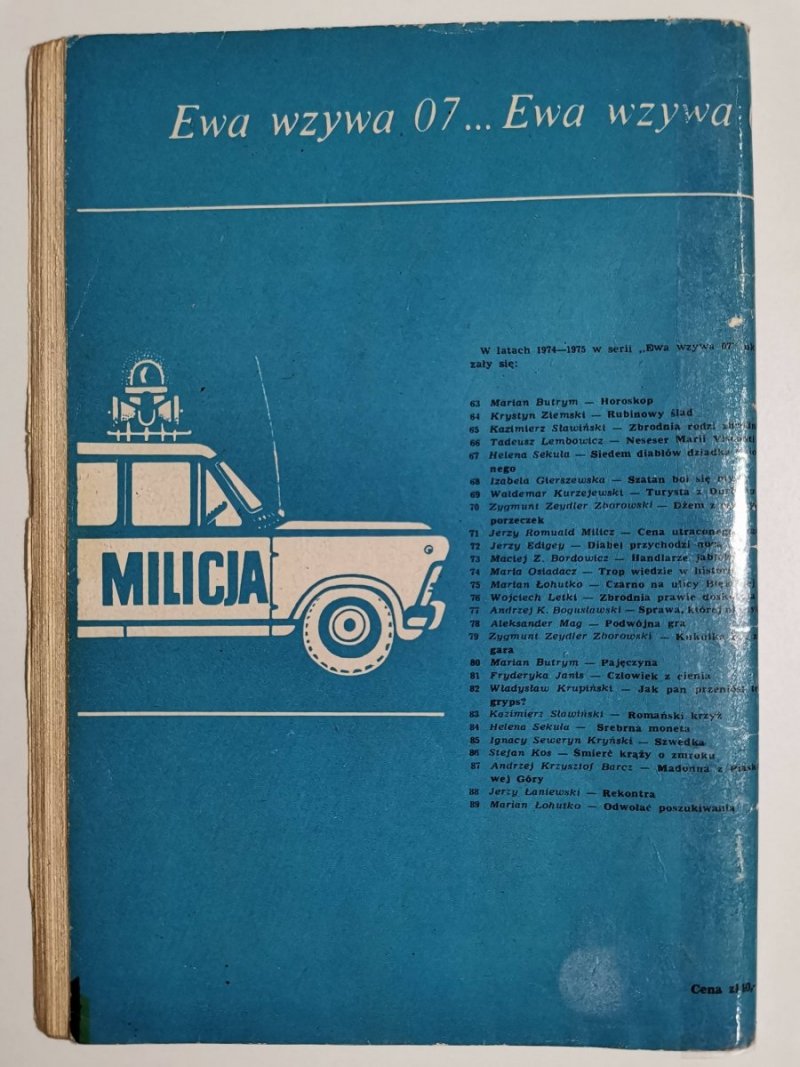 Ewa wzywa 07... Ewa wzywa
W latach 1974—1975 w serii „Ewa wzywa 07"
zały się:
63 Marian Butrym — Horoskop
64 Krystyn Ziemski — Rubinowy ślad
65 Kazimierz Sławiński — Zbrodnia rodzi
66 Tadeusz Lembowicz — Neseser Marii Visconti
67 Helena Sekuła — Siedem diabłów dziadka
nego
68 Izabela Gierszewska — Szatan boi się
69 Waldemar Kurzejewski — Turysta z
70 Zygmunt Zeydler Zborowski — Dżem z
porzeczek
71 Jerzy Romuald Milicz — Cena utraconego
72 Jerzy Edigey — Diabeł przychodzi
73 Maciej Z. Bordowicz — Handlarze jabłek
74 Maria Osiadacz — Trop wiedzie w
75 Marian Łohutko — Czarno na ulicy
76 Wojciech Letki — Zbrodnia prawie
77 Andrzej K. Bogusławski — Sprawa, której
78 Aleksander Mag — Podwójna gra
79 Zygmunt Zeydler Zborowski — Kukułka
gara
80 Marian Butrym — Pajęczyna
81 Fryderyka Janis — Człowiek z cienia
82 Władysław Krupiński — Jak pan przeniósł
gryps?
83 Kazimierz Sławiński — Romański krzyż
84 Helena Sekuła — Srebrna moneta
85 Ignacy Seweryn Kryński — Szwedka
86 Stefan Kos — Śmierć krąży o zmroku
87 Andrzej Krzysztof Barcz — Madonna z
wej Góry
88 Jerzy Łaniewski — Rekontra
89 Marian Łohutko — Odwołać poszukiwania
MILICJA
Cena zł 10,-